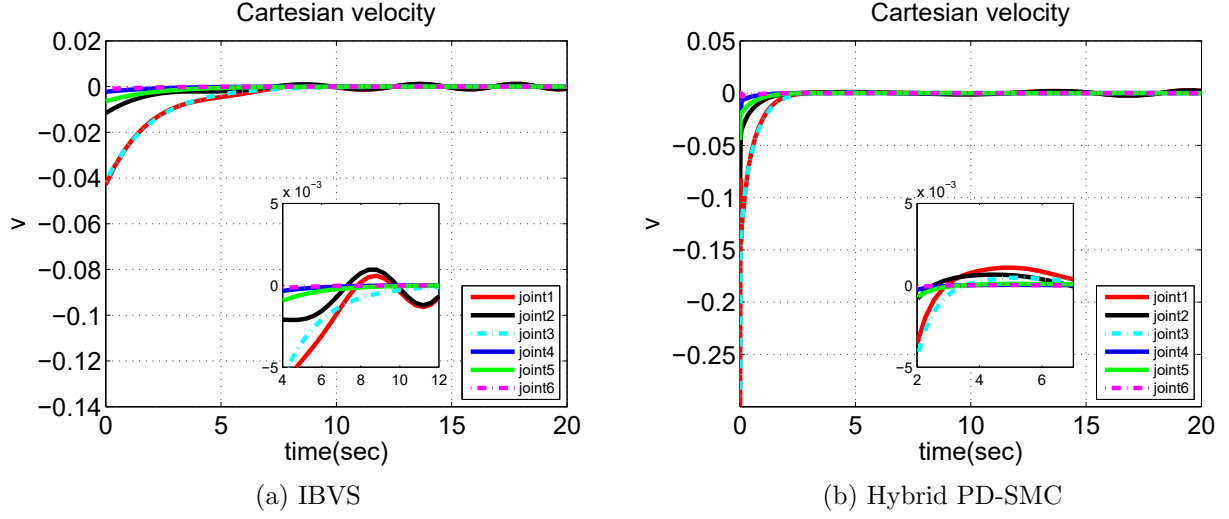 Cartesian velocity
0.02
0
−0.02
−0.04
−0.06
−0.08
−0.1
−0.12
−0.14
v
x 10⁻³
5
0
−5
4 6 8 10 12
joint1
joint2
joint3
joint4
joint5
joint6
0 5 10 15 20
time(sec)
(a) IBVS
Cartesian velocity
0.05
0
−0.05
−0.1
−0.15
−0.2
−0.25
v
x 10⁻³
5
0
−5
2 4 6
joint1
joint2
joint3
joint4
joint5
joint6
0 5 10 15 20
time(sec)
(b) Hybrid PD-SMC